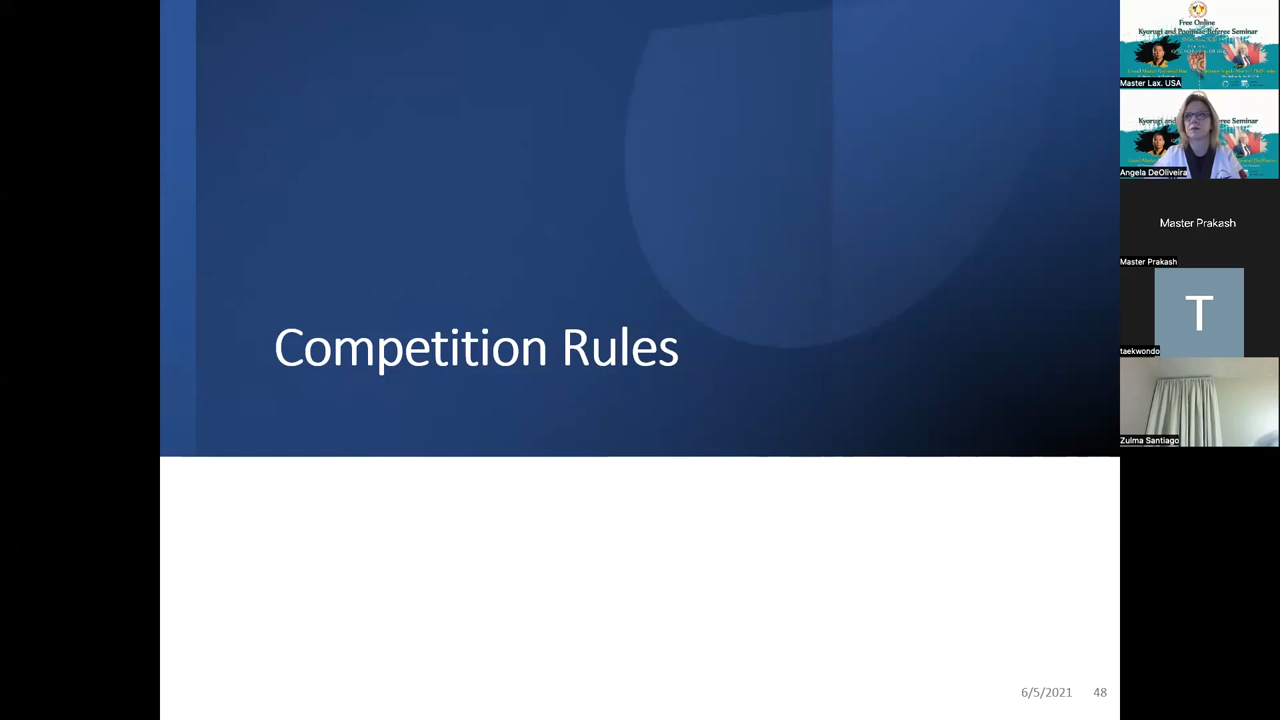 Competition Rules
6/5/2021 48
Free Online
Kyorugi and Poomsae Referee Seminar
Master Lax. USA
Kyorugi and
Referee Seminar
Angela DeOliveira
Master Prakash
Master Prakash
T
taekwondo
Zulma Santiago